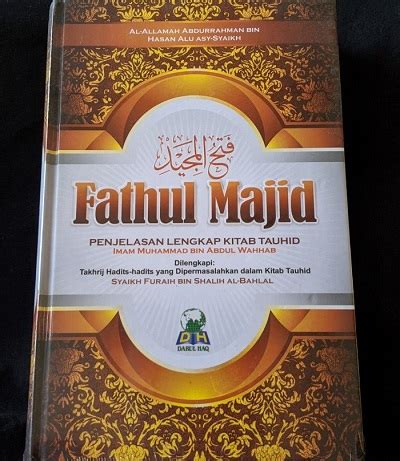 AL-ALLAMAH ABDURRAHMAN BIN
HASAN ALU ASY-SYAIKH
فتح المجيد
Fathul Majid
PENJELASAN LENGKAP KITAB TAUHID
IMAM MUHAMMAD BIN ABDUL WAHHAB
Dilengkapi:
Takhrij Hadits-hadits yang Dipermasalahkan dalam Kitab Tauhid
SYAIKH FURAIH BIN SHALIH AL-BAHLAL
DH
DARUL HAQ